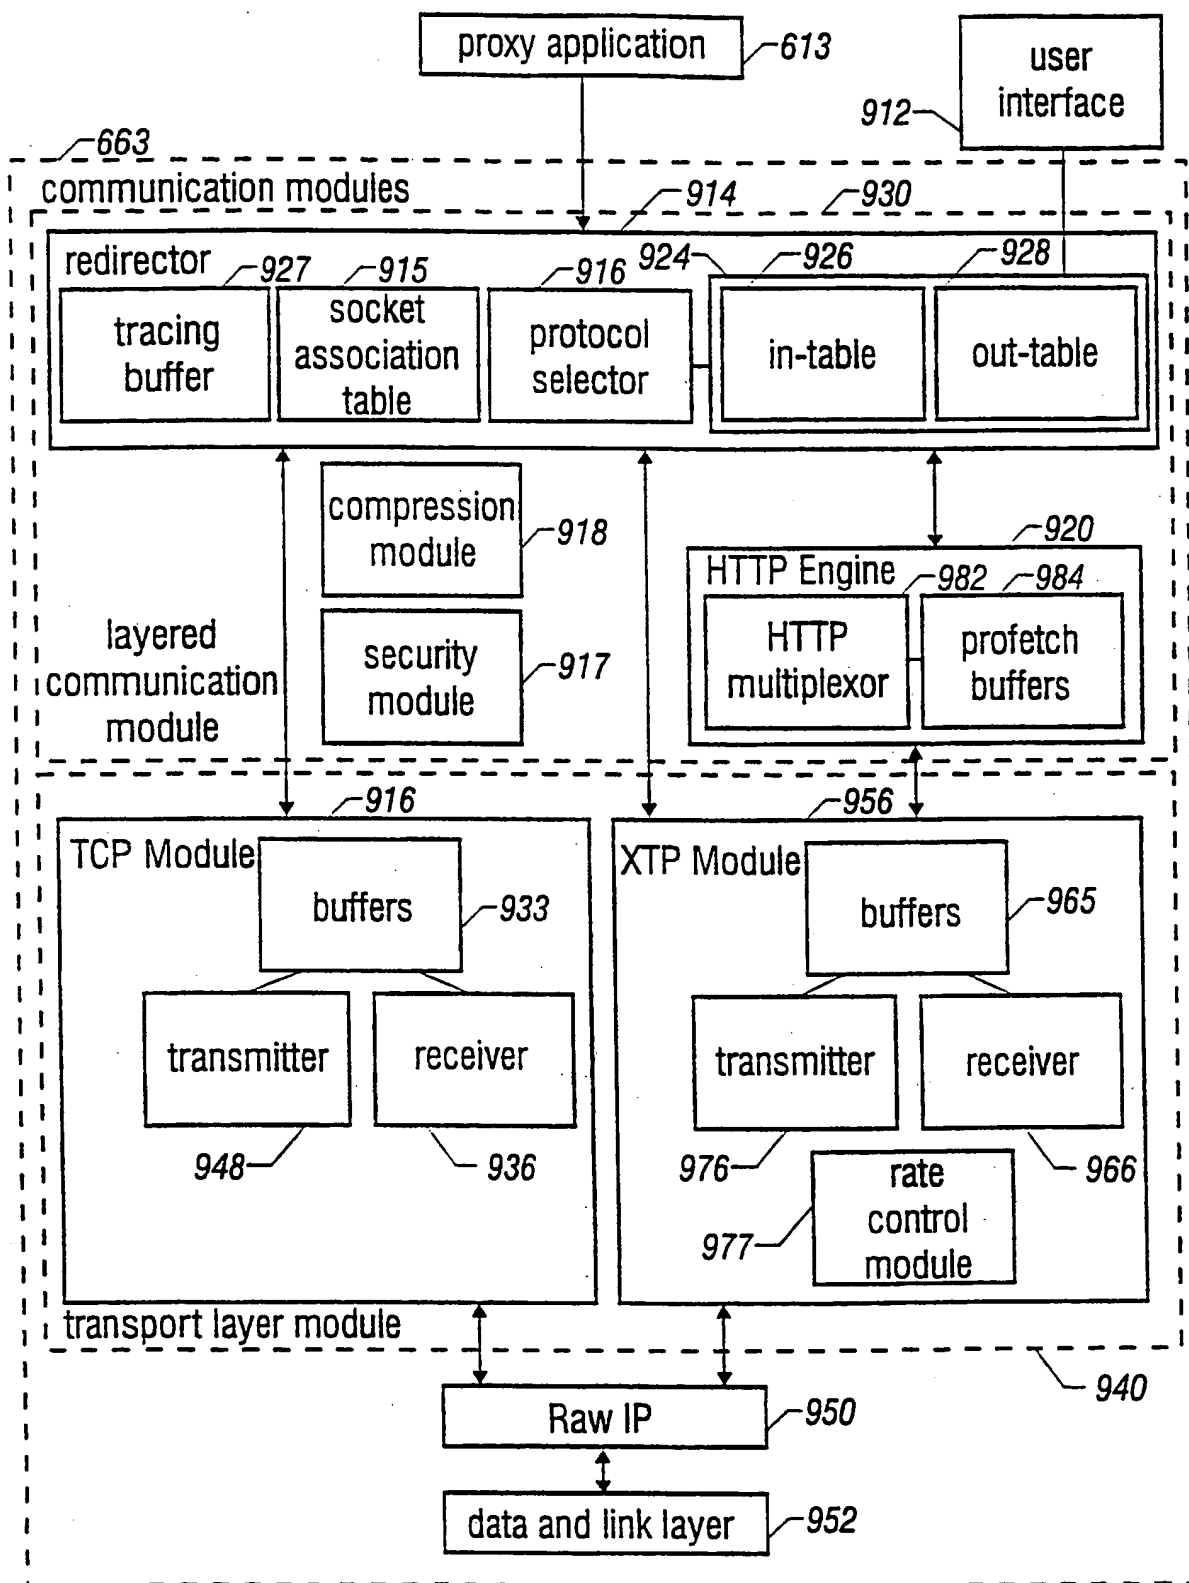 proxy application
613
user
interface
912
663
communication modules
914
930
redirector
927
915
916
924
926
928
tracing
buffer
socket
association
table
protocol
selector
in-table
out-table
compression
module
918
920
HTTP Engine
982
984
HTTP
multiplexor
profetch
buffers
security
module
917
layered
communication
module
916
956
TCP Module
buffers
933
transmitter
receiver
948
936
XTP Module
buffers
965
transmitter
receiver
976
966
rate
control
module
977
transport layer module
940
Raw IP
950
data and link layer
952